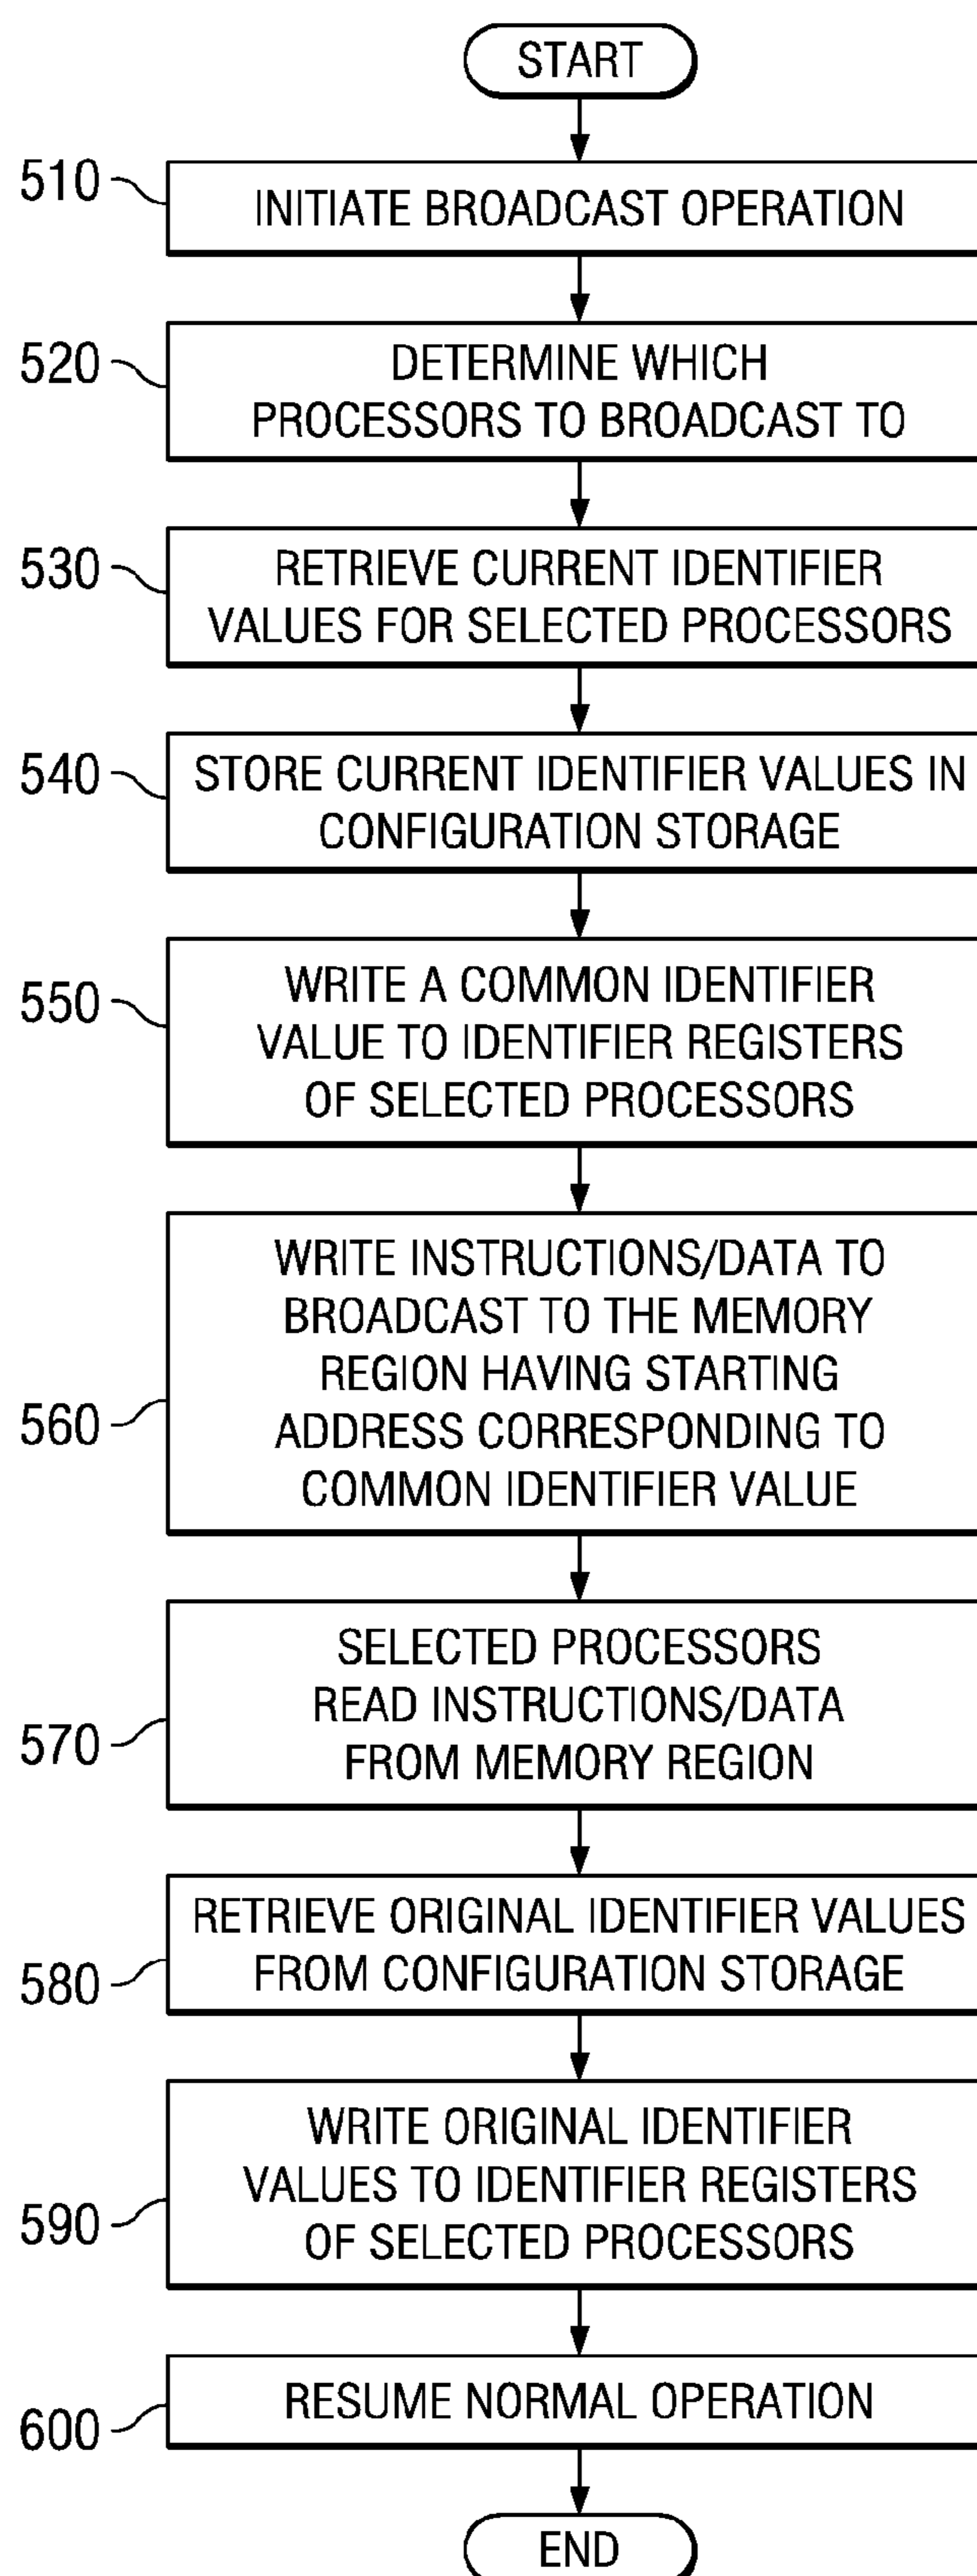 START
510
INITIATE BROADCAST OPERATION
520
DETERMINE WHICH
PROCESSORS TO BROADCAST TO
530
RETRIEVE CURRENT IDENTIFIER
VALUES FOR SELECTED PROCESSORS
540
STORE CURRENT IDENTIFIER VALUES IN
CONFIGURATION STORAGE
550
WRITE A COMMON IDENTIFIER
VALUE TO IDENTIFIER REGISTERS
OF SELECTED PROCESSORS
560
WRITE INSTRUCTIONS/DATA TO
BROADCAST TO THE MEMORY
REGION HAVING STARTING
ADDRESS CORRESPONDING TO
COMMON IDENTIFIER VALUE
570
SELECTED PROCESSORS
READ INSTRUCTIONS/DATA
FROM MEMORY REGION
580
RETRIEVE ORIGINAL IDENTIFIER VALUES
FROM CONFIGURATION STORAGE
590
WRITE ORIGINAL IDENTIFIER
VALUES TO IDENTIFIER REGISTERS
OF SELECTED PROCESSORS
600
RESUME NORMAL OPERATION
END